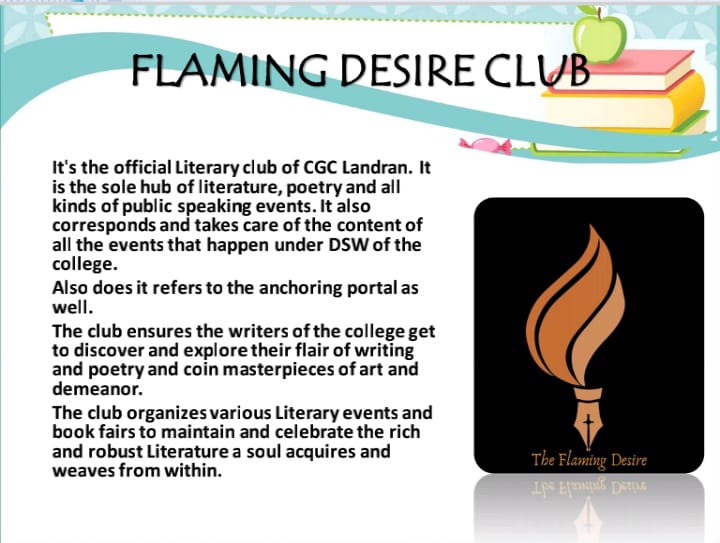 FLAMING DESIRE CLUB
It's the official Literary club of CGC Landran. It
is the sole hub of literature, poetry and all
kinds of public speaking events. It also
corresponds and takes care of the content of
all the events that happen under DSW of the
college.
Also does it refers to the anchoring portal as
well.
The club ensures the writers of the college get
to discover and explore their flair of writing
and poetry and coin masterpieces of art and
demeanor.
The club organizes various Literary events and
book fairs to maintain and celebrate the rich
and robust Literature a soul acquires and
weaves from within.
The Flaming Desire